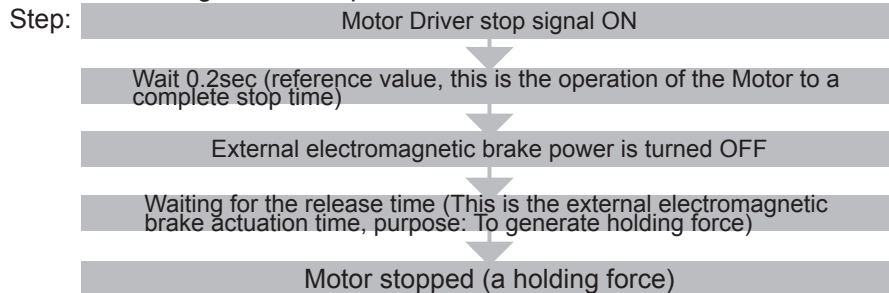 Step:
Motor Driver stop signal ON
Wait 0.2sec (reference value, this is the operation of the Motor to a
complete stop time)
External electromagnetic brake power is turned OFF
Waiting for the release time (This is the external electromagnetic
brake actuation time, purpose: To generate holding force)
Motor stopped (a holding force)